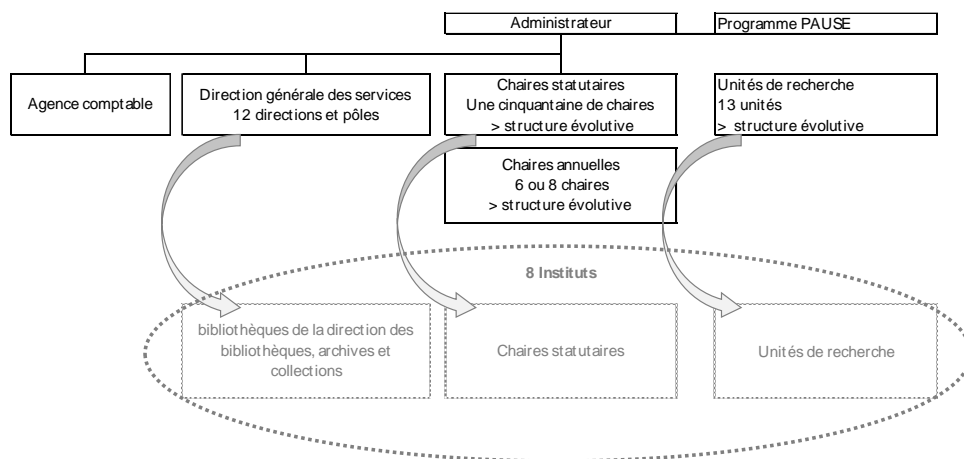 Administrateur
Programme PAUSE
Agence comptable
Direction générale des services
12 directions et pôles
Chaires statutaires
Une cinquantaine de chaires
> structure évolutive
Unités de recherche
13 unités
> structure évolutive
Chaires annuelles
6 ou 8 chaires
> structure évolutive
8 Instituts
bibliothèques de la direction des
bibliothèques, archives et
collections
Chaires statutaires
Unités de recherche